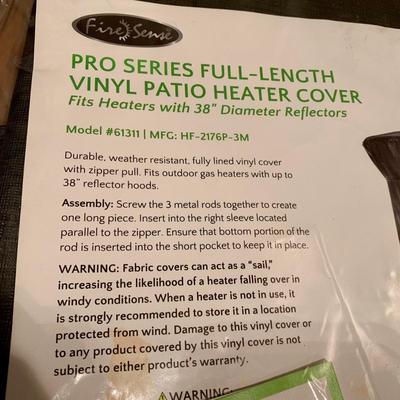 Fire Sense
PRO SERIES FULL-LENGTH
VINYL PATIO HEATER COVER
Fits Heaters with 38" Diameter Reflectors
Model #61311 | MFG: HF-2176P-3M
Durable, weather resistant, fully lined vinyl cover
with zipper pull. Fits outdoor gas heaters with up to
38" reflector hoods.
Assembly: Screw the 3 metal rods together to create
one long piece. Insert into the right sleeve located
parallel to the zipper. Ensure that bottom portion of the
rod is inserted into the short pocket to keep it in place.
WARNING: Fabric covers can act as a “sail,”
increasing the likelihood of a heater falling over in
windy conditions. When a heater is not in use, it
is strongly recommended to store it in a location
protected from wind. Damage to this vinyl cover or
to any product covered by this vinyl cover is not
subject to either product's warranty.
⚠WARNING: